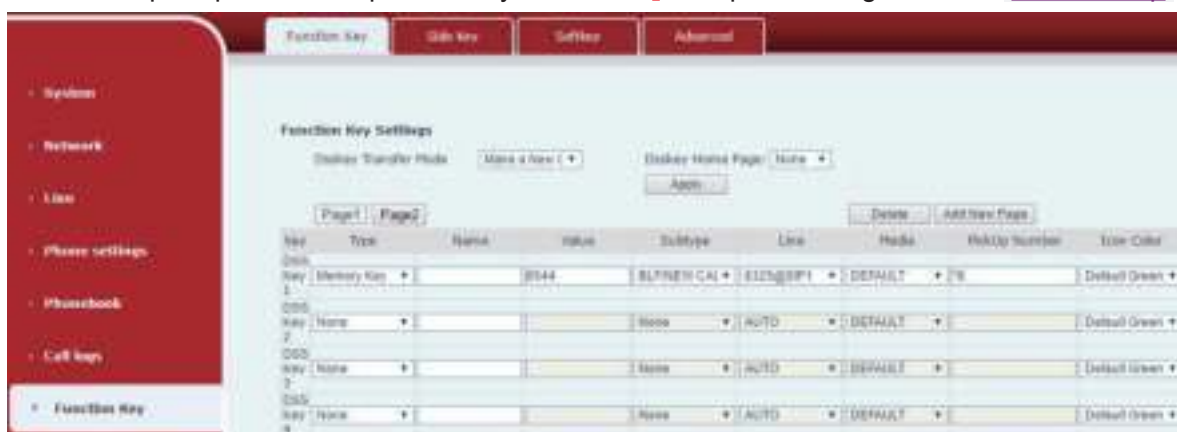 Function Key Side Key Softkey Advanced
System
Network
Line
Phone settings
Phonebook
Call logs
Function Key
Function Key Settings
Dsskey Transfer Mode Make a New C Dsskey Home Page: None
Apply
Page1 Page2 Delete Add New Page
Key Type Name Value Subtype Line Media PickUp Number Icon Color
DSS Key 1 Memory Key 8544 BLF/NEW CAL DEFAULT Default Green
DSS Key 2 None None AUTO DEFAULT Default Green
DSS Key 3 None None AUTO DEFAULT Default Green
DSS Key None None AUTO DEFAULT Default Green